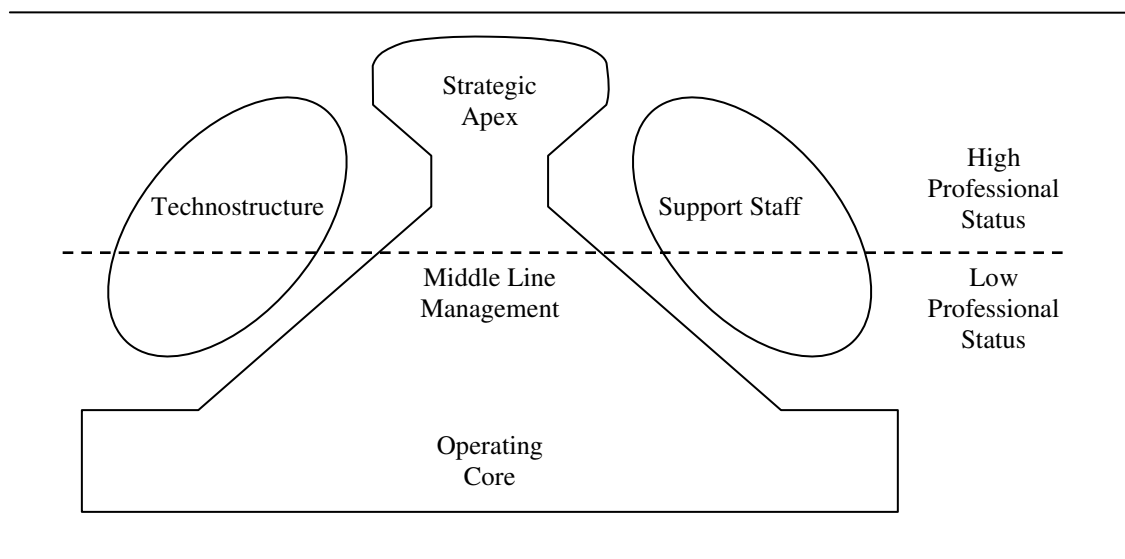 Strategic
Apex
High
Professional
Status
Technostructure
Support Staff
Middle Line
Management
Low
Professional
Status
Operating
Core